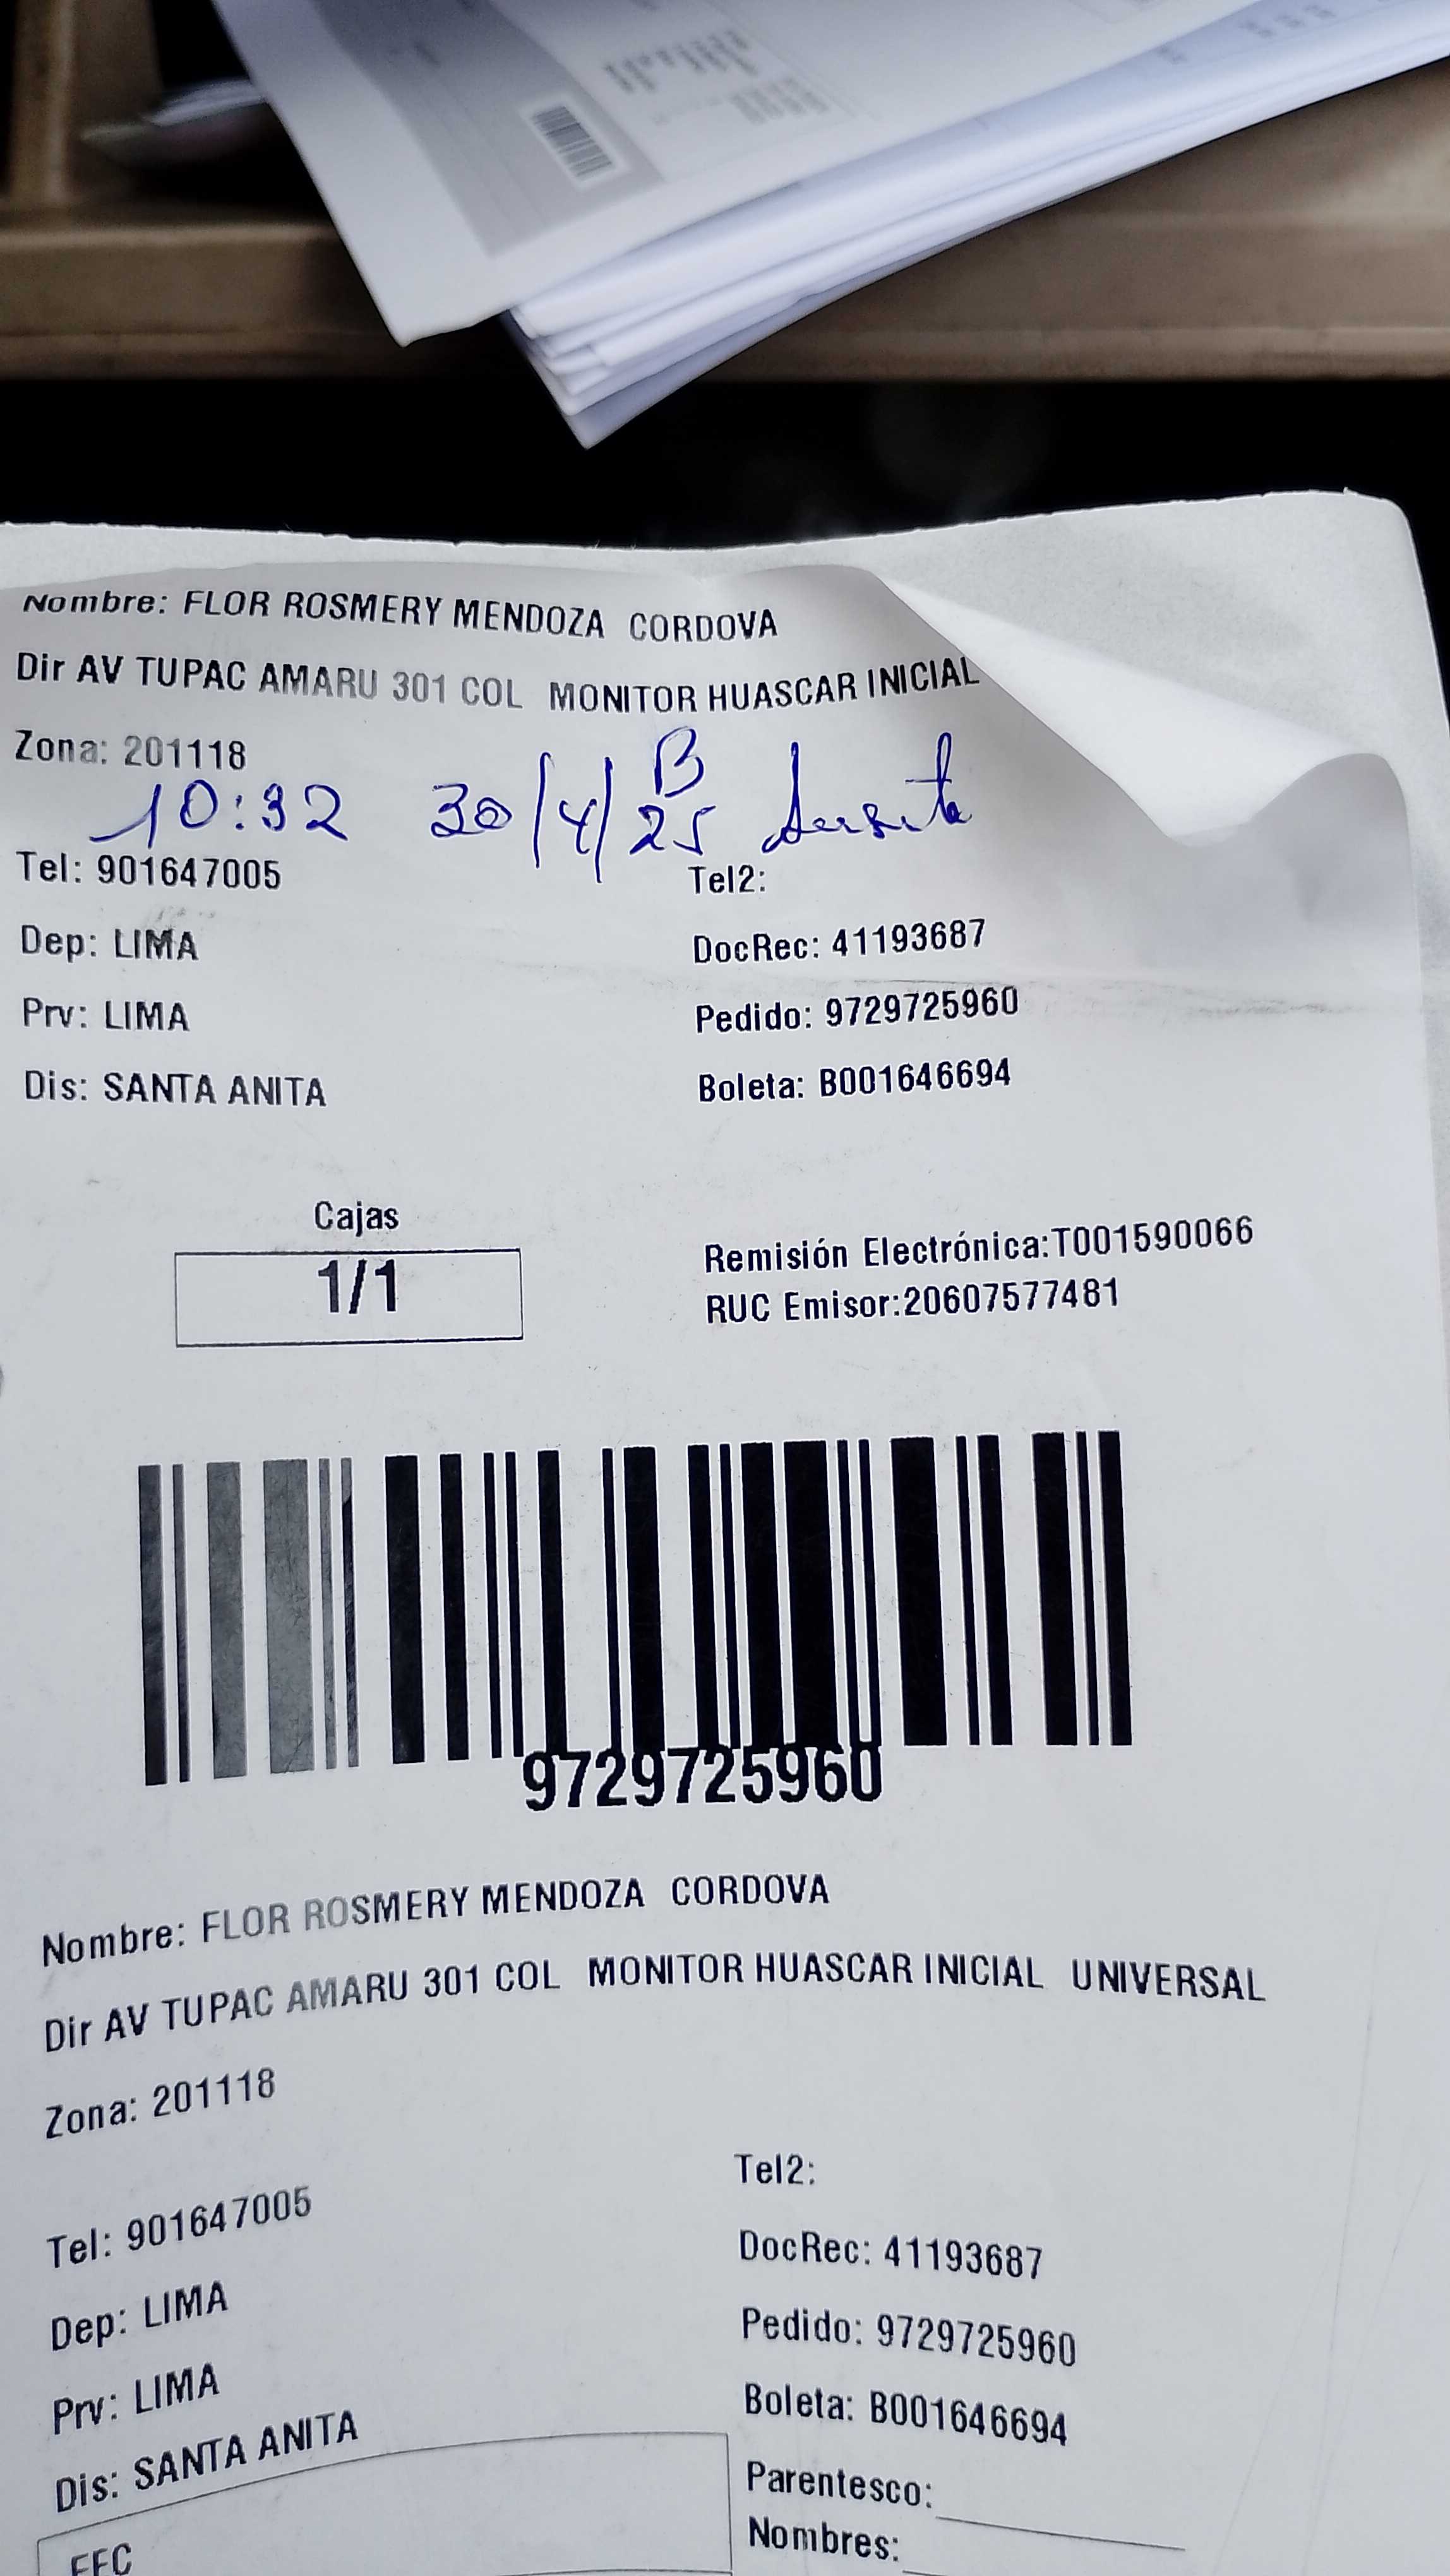 Nombre: FLOR ROSMERY MENDOZA CORDOVA
Dir AV TUPAC AMARU 301 COL MONITOR HUASCAR INICIAL
Zona: 201118
B
10:32 30/4/25
Tel: 901647005 Tel2:
Dep: LIMA DocRec: 41193687
Prv: LIMA Pedido: 9729725960
Dis: SANTA ANITA Boleta: B001646694
Cajas
1/1
Remisión Electrónica:T001590066
RUC Emisor:20607577481
9729725960
Nombre: FLOR ROSMERY MENDOZA CORDOVA
Dir AV TUPAC AMARU 301 COL MONITOR HUASCAR INICIAL UNIVERSAL
Zona: 201118
Tel: 901647005 Tel2:
Dep: LIMA DocRec: 41193687
Prv: LIMA Pedido: 9729725960
Dis: SANTA ANITA Boleta: B001646694
Parentesco:
Nombres: